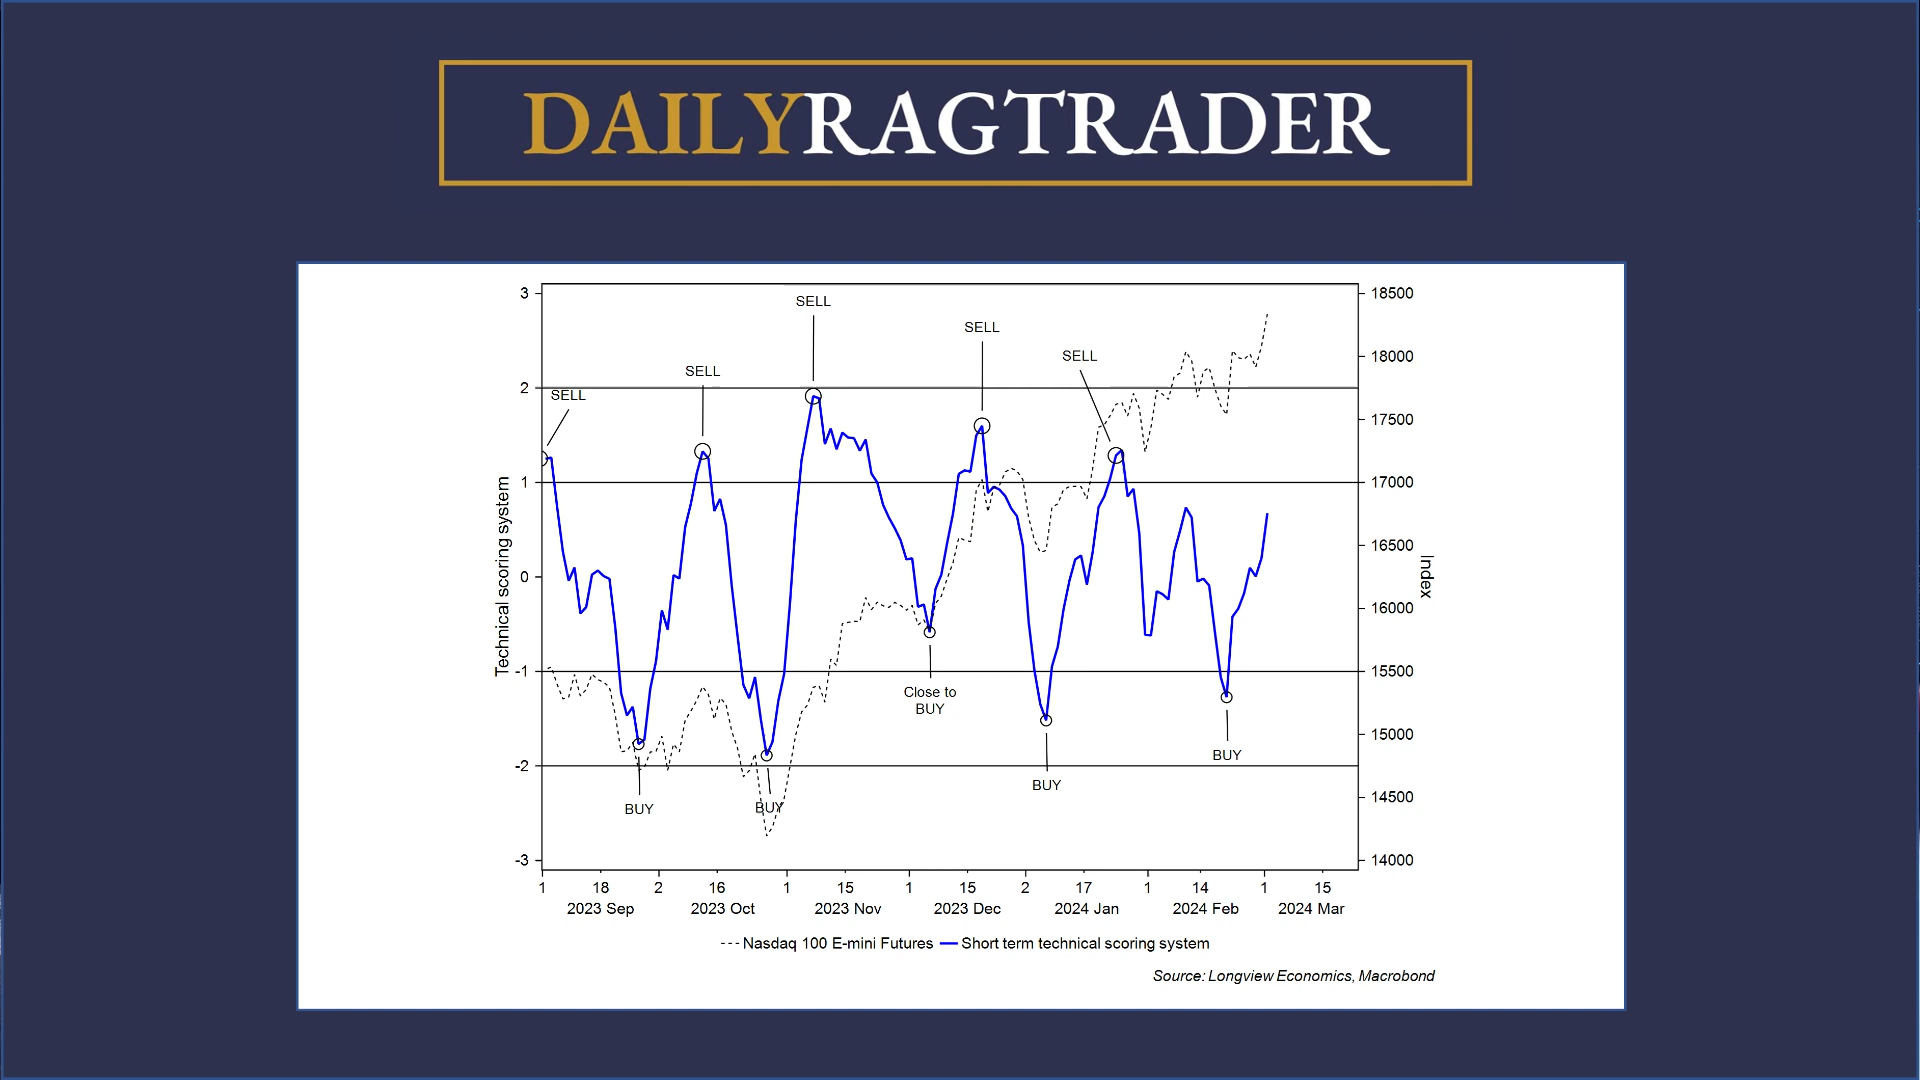 DAILYRAGTRADER
3
2
1
0
-1
-2
-3
Technical scoring system
18500
18000
17500
17000
16500
16000
15500
15000
14500
14000
Index
SELL
SELL
SELL
SELL
SELL
BUY
BUY
Close to
BUY
BUY
BUY
1 18 2 16 1 15 1 15 2 17 1 14 1 15
2023 Sep 2023 Oct 2023 Nov 2023 Dec 2024 Jan 2024 Feb 2024 Mar
Nasdaq 100 E-mini Futures Short term technical scoring system
Source: Longview Economics, Macrobond